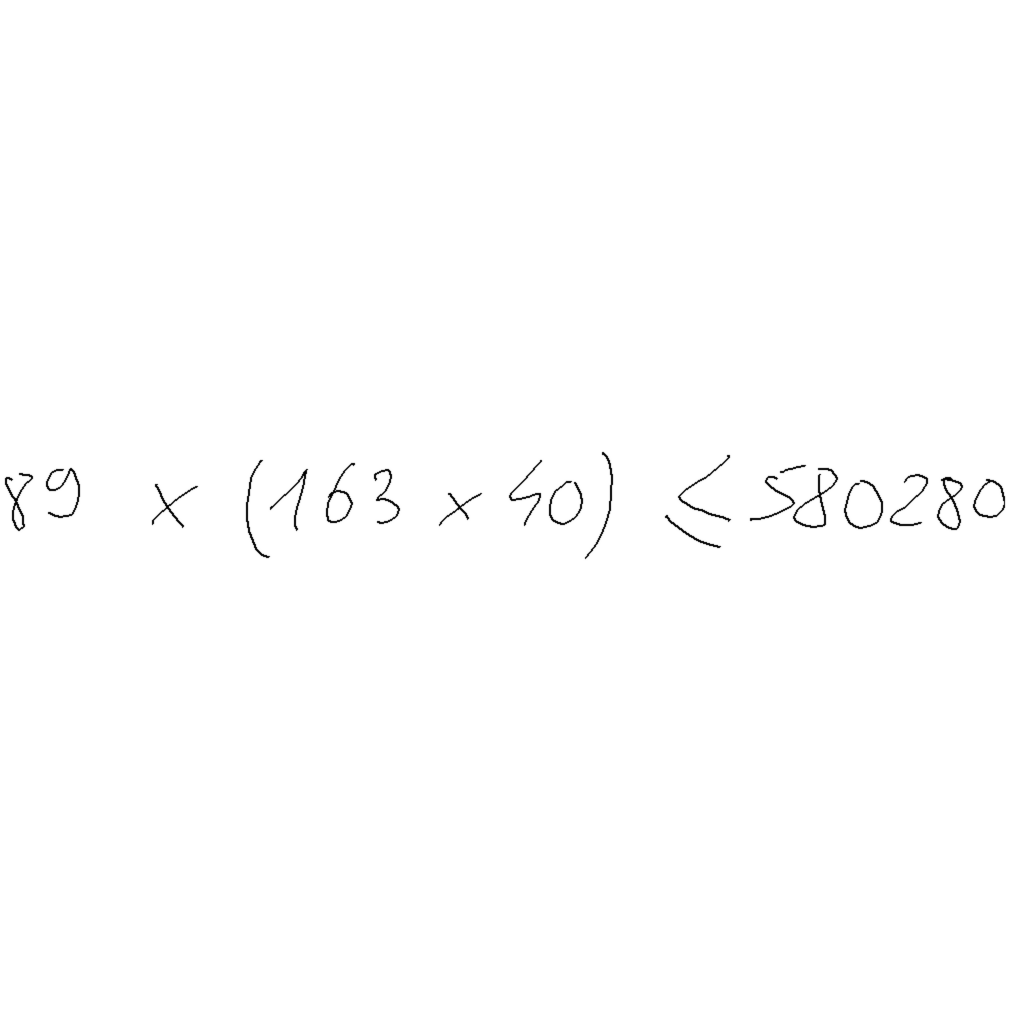 89 × (163 × 40) ≤ 580280